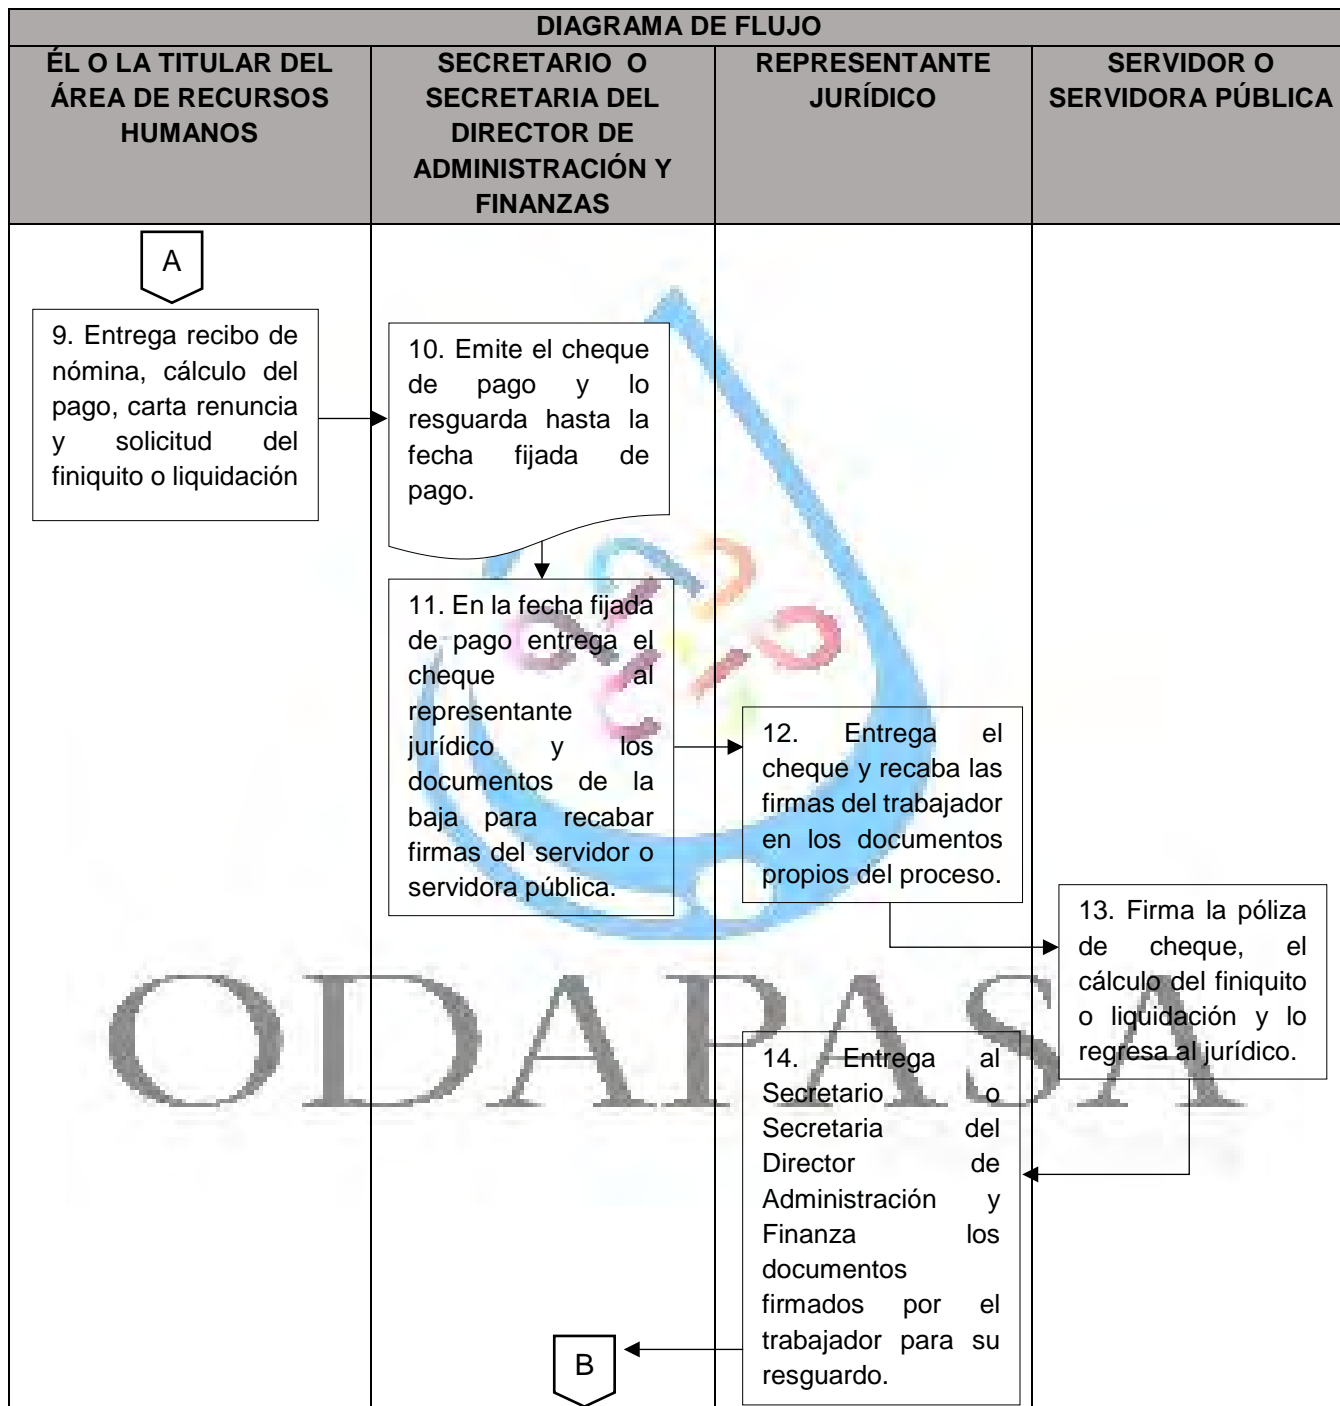 DIAGRAMA DE FLUJO
ÉL O LA TITULAR DEL
ÁREA DE RECURSOS
HUMANOS
SECRETARIO O
SECRETARIA DEL
DIRECTOR DE
ADMINISTRACIÓN Y
FINANZAS
REPRESENTANTE
JURÍDICO
SERVIDOR O
SERVIDORA PÚBLICA
A
9. Entrega recibo de
nómina, cálculo del
pago, carta renuncia
y solicitud del
finiquito o liquidación
10. Emite el cheque
de pago y lo
resguarda hasta la
fecha fijada de
pago.
11. En la fecha fijada
de pago entrega el
cheque al
representante
jurídico y los
documentos de la
baja para recabar
firmas del servidor o
servidora pública.
12. Entrega el
cheque y recaba las
firmas del trabajador
en los documentos
propios del proceso.
13. Firma la póliza
de cheque, el
cálculo del finiquito
o liquidación y lo
regresa al jurídico.
14. Entrega al
Secretario o
Secretaria del
Director de
Administración y
Finanza los
documentos
firmados por el
trabajador para su
resguardo.
B
ODAPASA